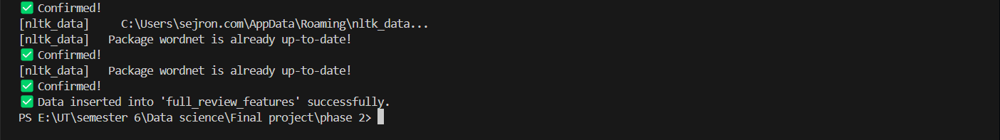 ✅ Confirmed!
[nltk_data]     C:\Users\sejron.com\AppData\Roaming\nltk_data...
[nltk_data]   Package wordnet is already up-to-date!
✅ Confirmed!
[nltk_data]   Package wordnet is already up-to-date!
✅ Confirmed!
✅ Data inserted into 'full_review_features' successfully.
PS E:\UT\semester 6\Data science\Final project\phase 2>